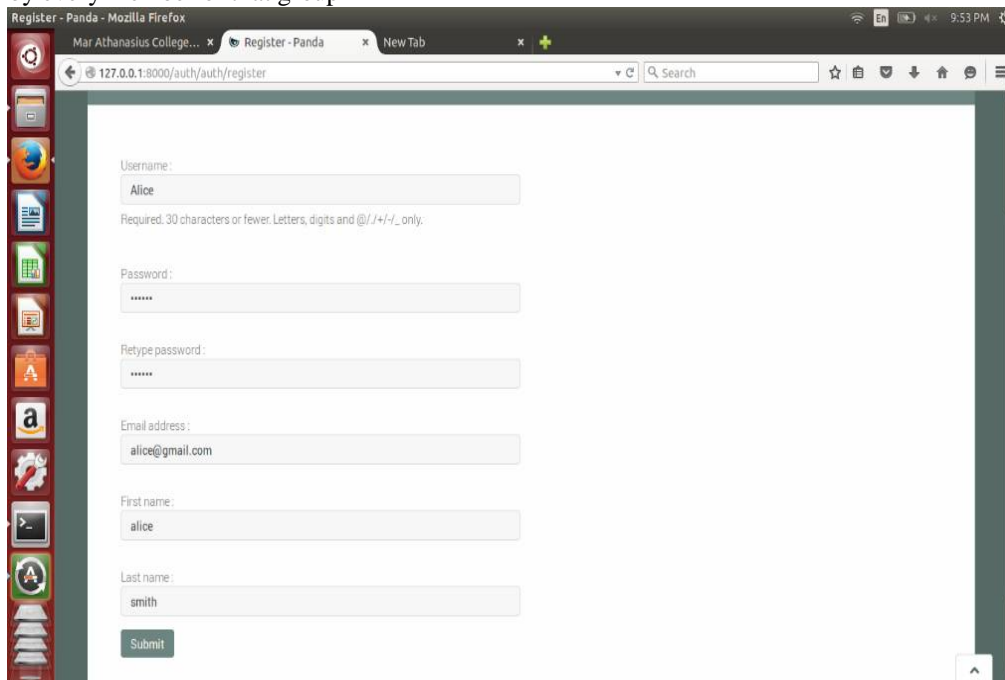 Register - Panda - Mozilla Firefox
En
9:53 PM
Mar Athanasius College... x
Register - Panda x
New Tab x
127.0.0.1:8000/auth/auth/register
Search
Username :
Alice
Required. 30 characters or fewer. Letters, digits and @/./+/-/_ only.
Password :
••••••
Retype password :
••••••
Email address :
alice@gmail.com
First name :
alice
Last name :
smith
Submit